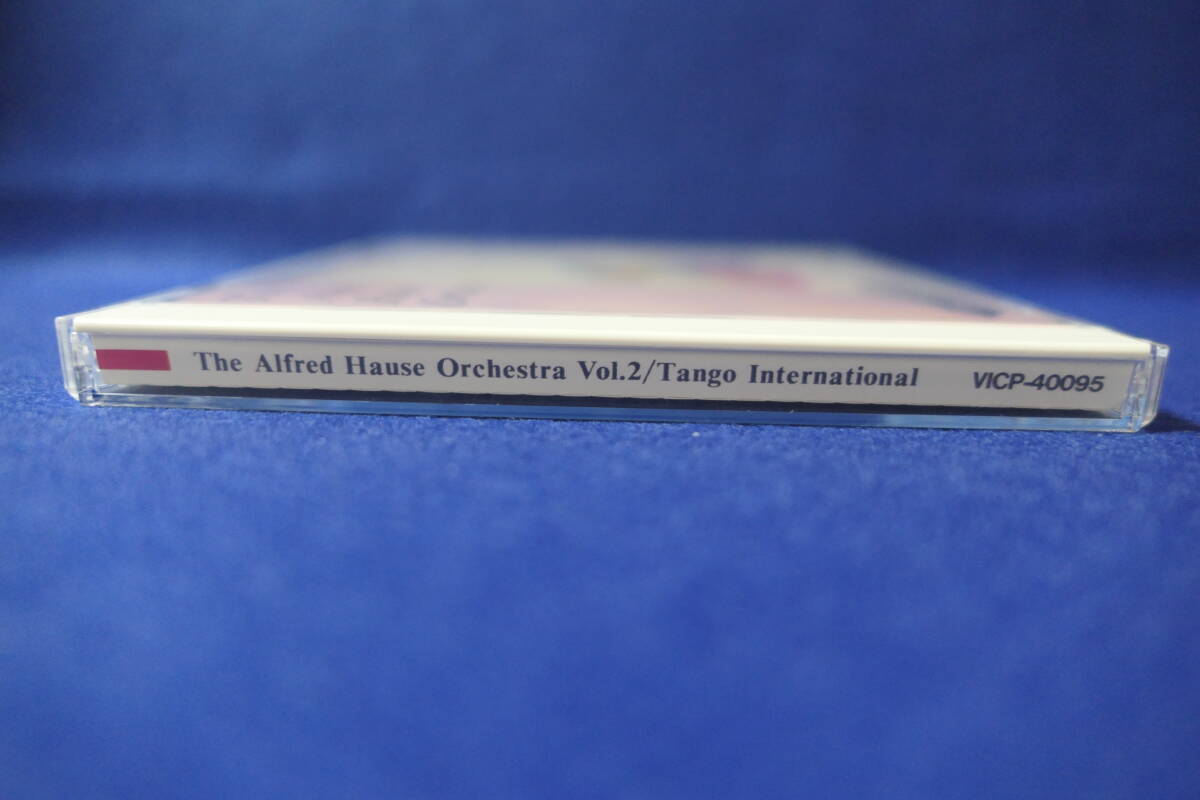 The Alfred Hause Orchestra Vol.2/Tango International VICP-40095